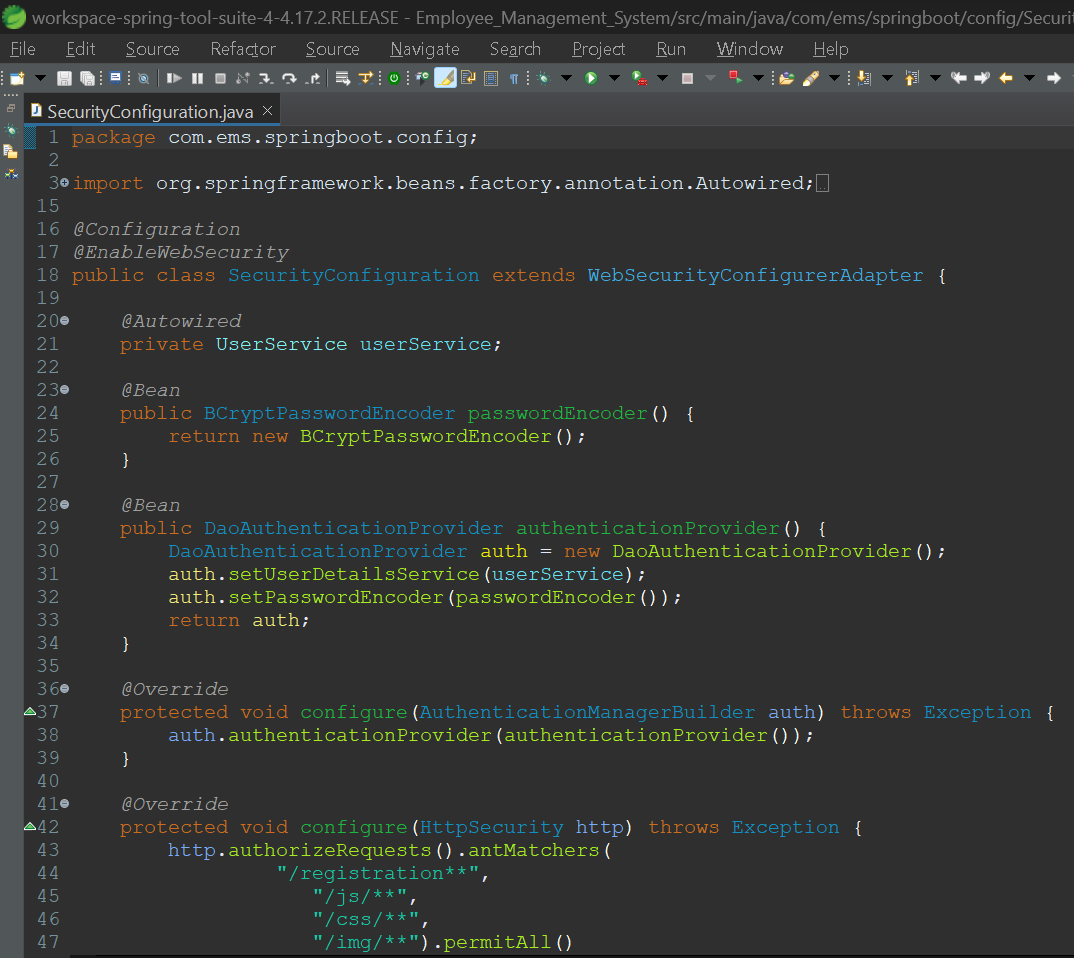 workspace-spring-tool-suite-4-4.17.2.RELEASE - Employee_Management_System/src/main/java/com/ems/springboot/config/Securit
File Edit Source Refactor Source Navigate Search Project Run Window Help
SecurityConfiguration.java
1 package com.ems.springboot.config;
2
3 import org.springframework.beans.factory.annotation.Autowired;
15
16 @Configuration
17 @EnableWebSecurity
18 public class SecurityConfiguration extends WebSecurityConfigurerAdapter {
19
20 @Autowired
21 private UserService userService;
22
23 @Bean
24 public BCryptPasswordEncoder passwordEncoder() {
25 return new BCryptPasswordEncoder();
26 }
27
28 @Bean
29 public DaoAuthenticationProvider authenticationProvider() {
30 DaoAuthenticationProvider auth = new DaoAuthenticationProvider();
31 auth.setUserDetailsService(userService);
32 auth.setPasswordEncoder(passwordEncoder());
33 return auth;
34 }
35
36 @Override
37 protected void configure(AuthenticationManagerBuilder auth) throws Exception {
38 auth.authenticationProvider(authenticationProvider());
39 }
40
41 @Override
42 protected void configure(HttpSecurity http) throws Exception {
43 http.authorizeRequests().antMatchers(
44 "/registration**",
45 "/js/**",
46 "/css/**",
47 "/img/**").permitAll()